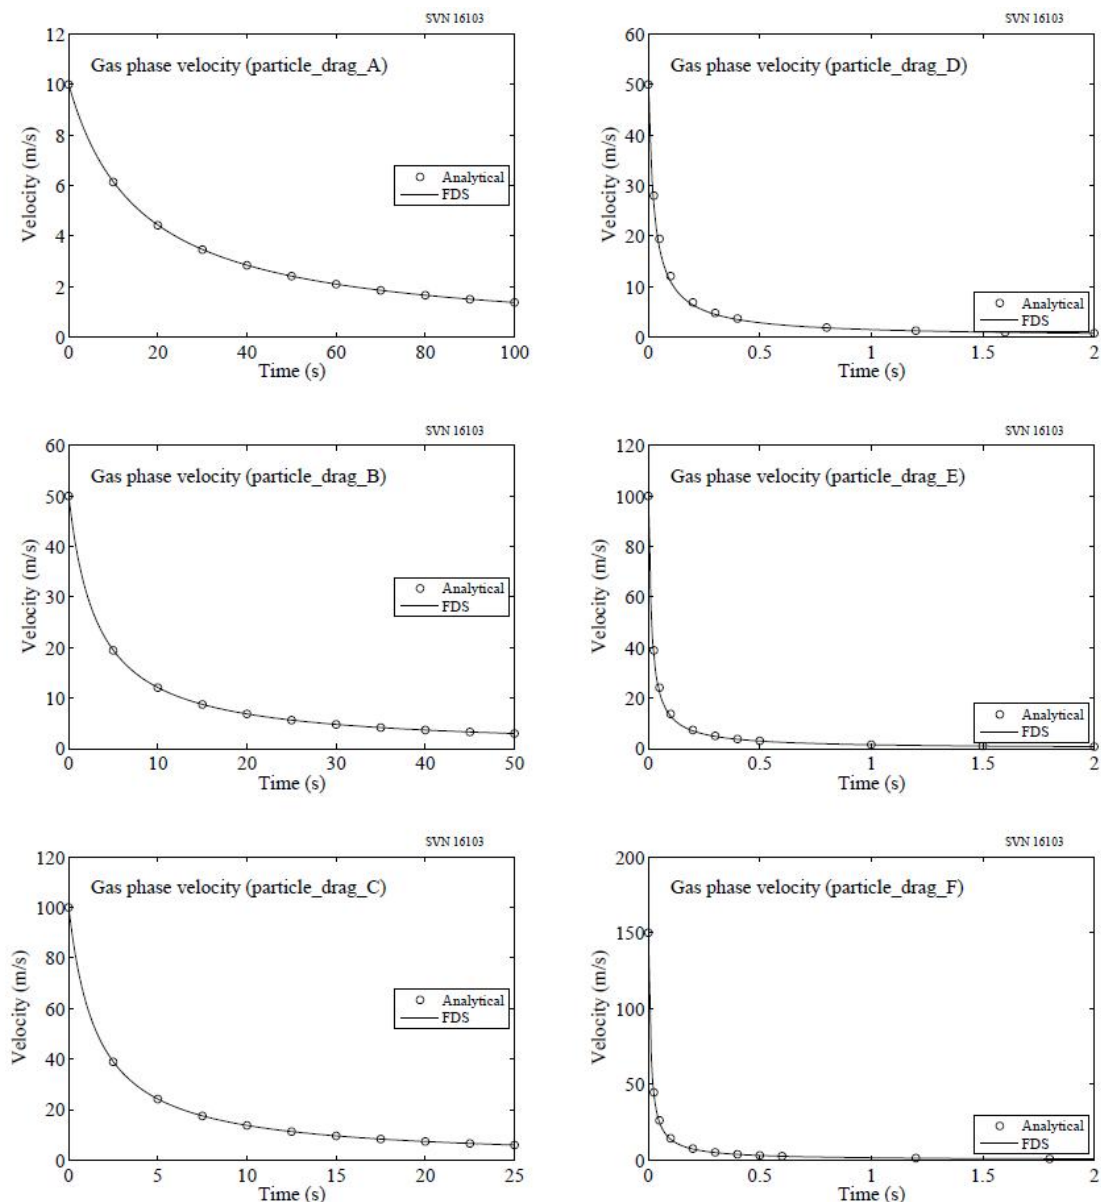 SVN 16103
12
10
8
6
4
2
0
Velocity (m/s)
Gas phase velocity (particle_drag_A)
Analytical
FDS
0 20 40 60 80 100
Time (s)
SVN 16103
60
50
40
30
20
10
0
Velocity (m/s)
Gas phase velocity (particle_drag_D)
Analytical
FDS
0 0.5 1 1.5 2
Time (s)
SVN 16103
60
50
40
30
20
10
0
Velocity (m/s)
Gas phase velocity (particle_drag_B)
Analytical
FDS
0 10 20 30 40 50
Time (s)
SVN 16103
120
100
80
60
40
20
0
Velocity (m/s)
Gas phase velocity (particle_drag_E)
Analytical
FDS
0 0.5 1 1.5 2
Time (s)
SVN 16103
120
100
80
60
40
20
0
Velocity (m/s)
Gas phase velocity (particle_drag_C)
Analytical
FDS
0 5 10 15 20 25
Time (s)
SVN 16103
200
150
100
50
0
Velocity (m/s)
Gas phase velocity (particle_drag_F)
Analytical
FDS
0 0.5 1 1.5 2
Time (s)